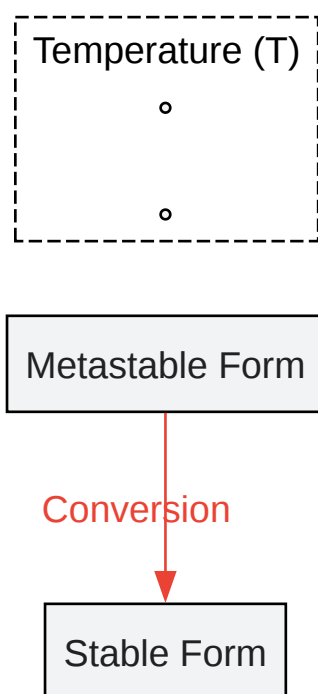 Temperature (T)
Metastable Form
Conversion
Stable Form